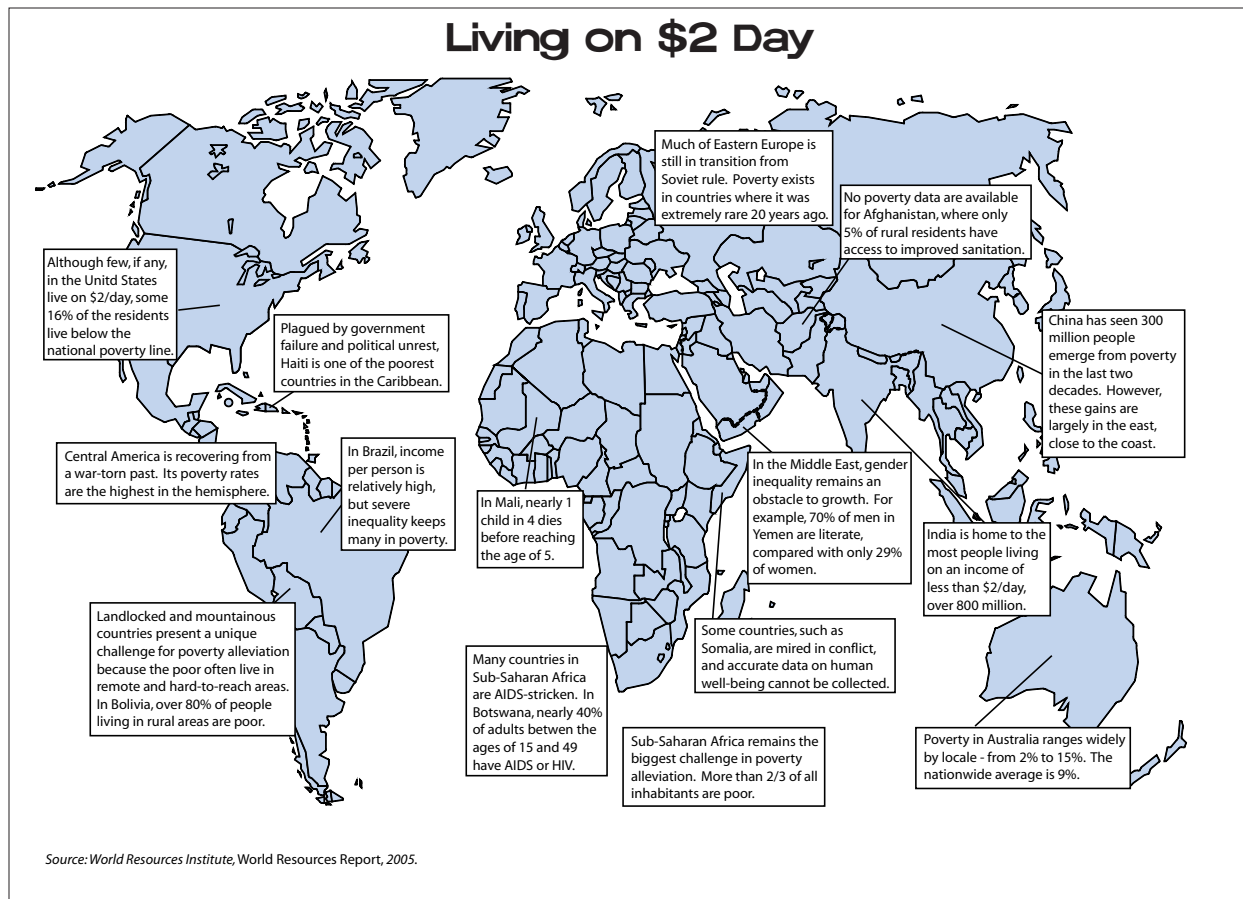 Living on $2 Day
Much of Eastern Europe is
still in transition from
Soviet rule. Poverty exists
in countries where it was
extremely rare 20 years ago.
No poverty data are available
for Afghanistan, where only
5% of rural residents have
access to improved sanitation.
Although few, if any,
in the Unitd States
live on $2/day, some
16% of the residents
live below the
national poverty line.
Plagued by government
failure and political unrest,
Haiti is one of the poorest
countries in the Caribbean.
China has seen 300
million people
emerge from poverty
in the last two
decades. However,
these gains are
largely in the east,
close to the coast.
Central America is recovering from
a war-torn past. Its poverty rates
are the highest in the hemisphere.
In Brazil, income
per person is
relatively high,
but severe
inequality keeps
many in poverty.
In Mali, nearly 1
child in 4 dies
before reaching
the age of 5.
In the Middle East, gender
inequality remains an
obstacle to growth. For
example, 70% of men in
Yemen are literate,
compared with only 29%
of women.
India is home to the
most people living
on an income of
less than $2/day,
over 800 million.
Landlocked and mountainous
countries present a unique
challenge for poverty alleviation
because the poor often live in
remote and hard-to-reach areas.
In Bolivia, over 80% of people
living in rural areas are poor.
Many countries in
Sub-Saharan Africa
are AIDS-stricken. In
Botswana, nearly 40%
of adults betwen the
ages of 15 and 49
have AIDS or HIV.
Some countries, such as
Somalia, are mired in conflict,
and accurate data on human
well-being cannot be collected.
Sub-Saharan Africa remains the
biggest challenge in poverty
alleviation. More than 2/3 of all
inhabitants are poor.
Poverty in Australia ranges widely
by locale - from 2% to 15%. The
nationwide average is 9%.
Source: World Resources Institute, World Resources Report, 2005.